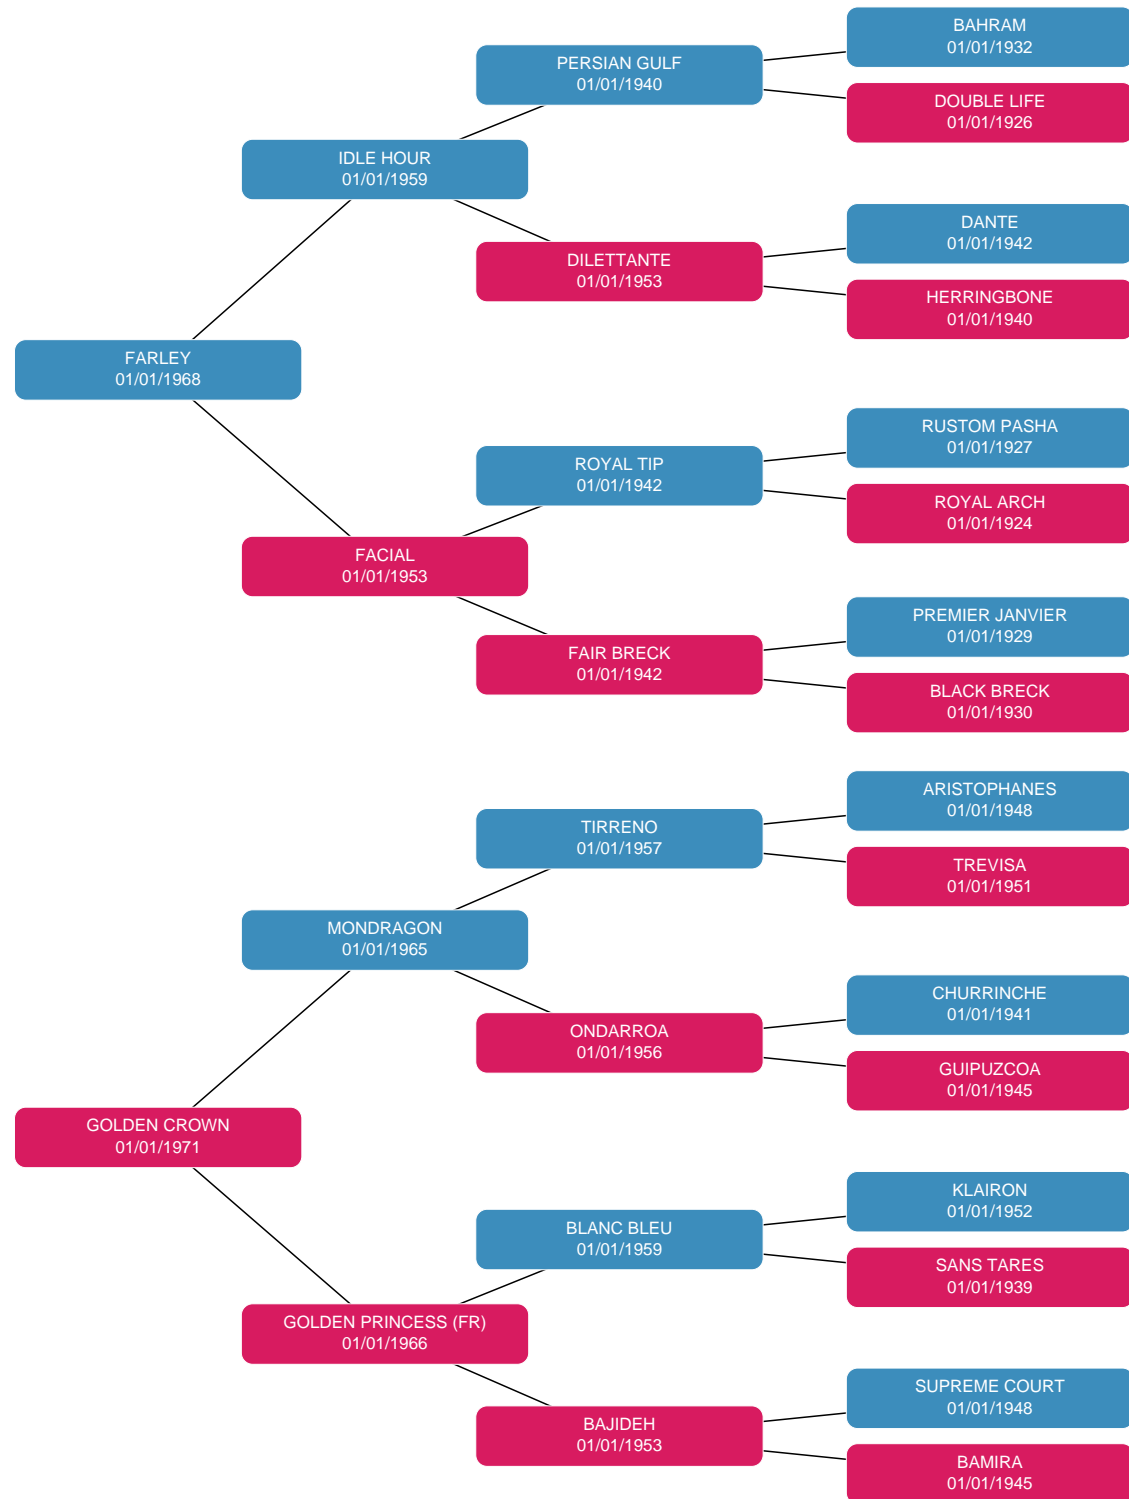 BAHRAM
01/01/1932
PERSIAN GULF
01/01/1940
DOUBLE LIFE
01/01/1926
IDLE HOUR
01/01/1959
DANTE
01/01/1942
DILETTANTE
01/01/1953
HERRINGBONE
01/01/1940
FARLEY
01/01/1968
RUSTOM PASHA
01/01/1927
ROYAL TIP
01/01/1942
ROYAL ARCH
01/01/1924
FACIAL
01/01/1953
PREMIER JANVIER
01/01/1929
FAIR BRECK
01/01/1942
BLACK BRECK
01/01/1930
ARISTOPHANES
01/01/1948
TIRRENO
01/01/1957
TREVISA
01/01/1951
MONDRAGON
01/01/1965
CHURRINCHE
01/01/1941
ONDARROA
01/01/1956
GUIPUZCOA
01/01/1945
GOLDEN CROWN
01/01/1971
KLAIRON
01/01/1952
BLANC BLEU
01/01/1959
SANS TARES
01/01/1939
GOLDEN PRINCESS (FR)
01/01/1966
SUPREME COURT
01/01/1948
BAJIDEH
01/01/1953
BAMIRA
01/01/1945